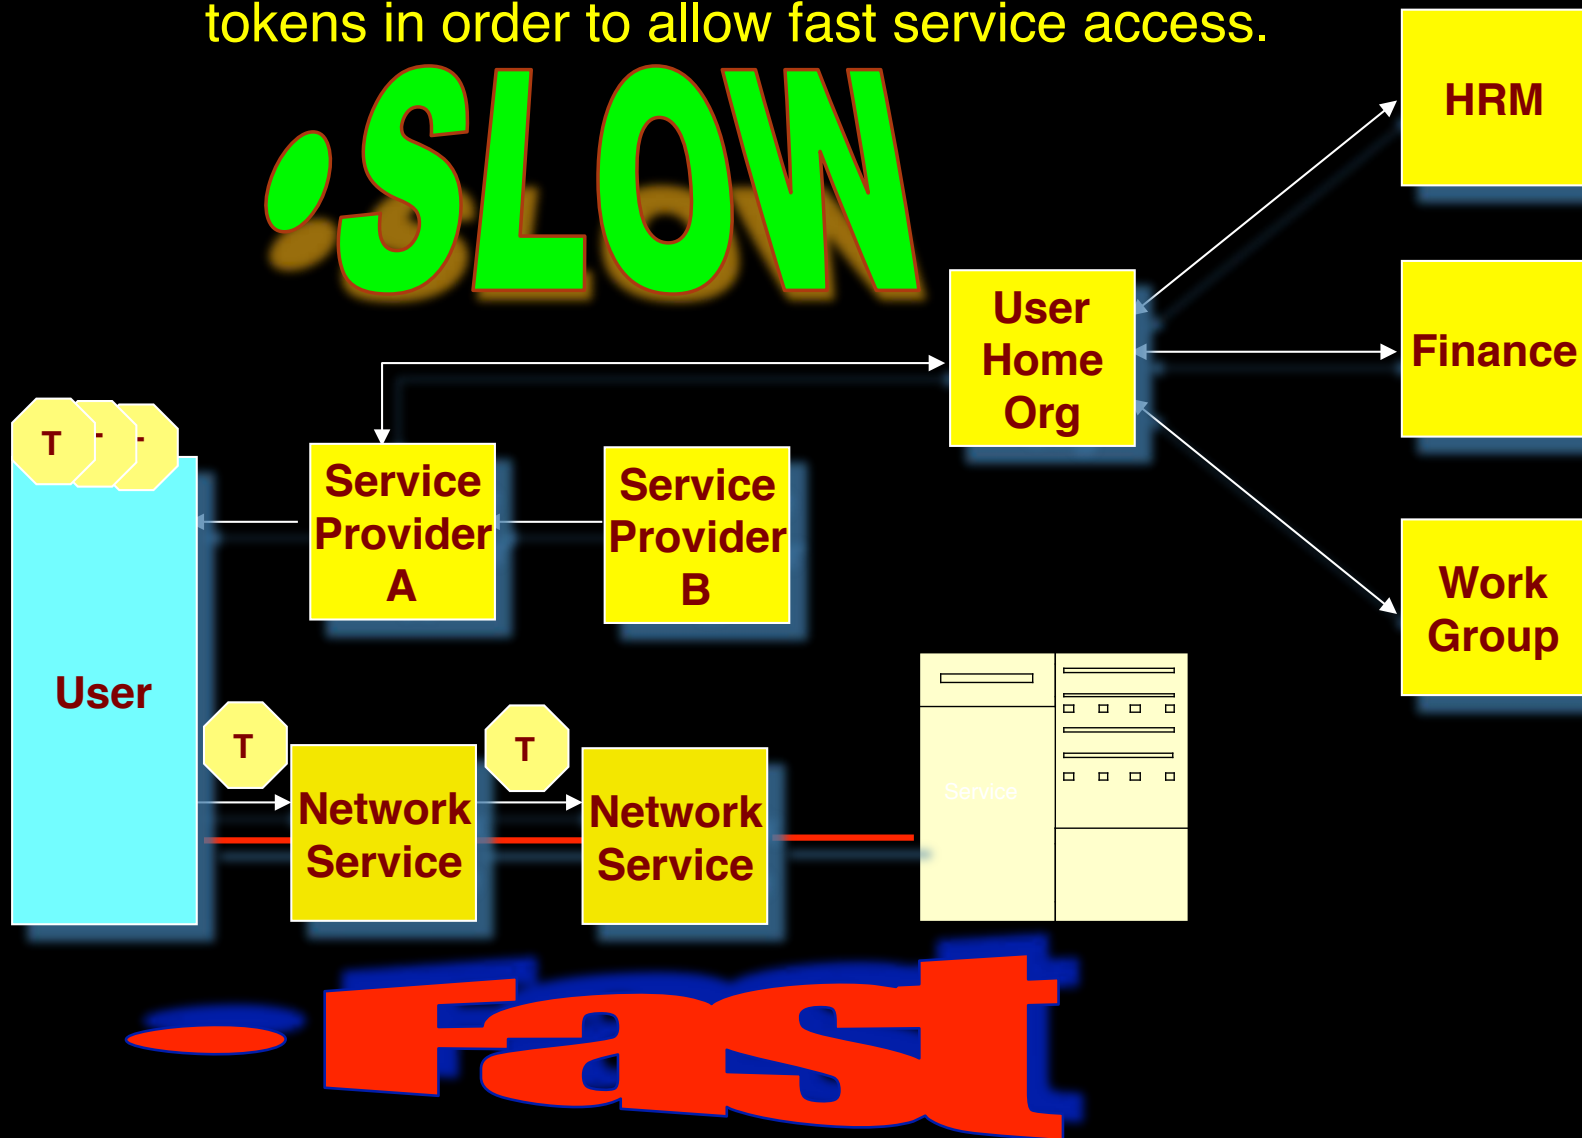 tokens in order to allow fast service access.
•SLOW
HRM
User
Home
Org
Finance
T
Service
Provider
A
Service
Provider
B
Work
Group
User
T
T
Network
Service
Network
Service
Service
• Fast